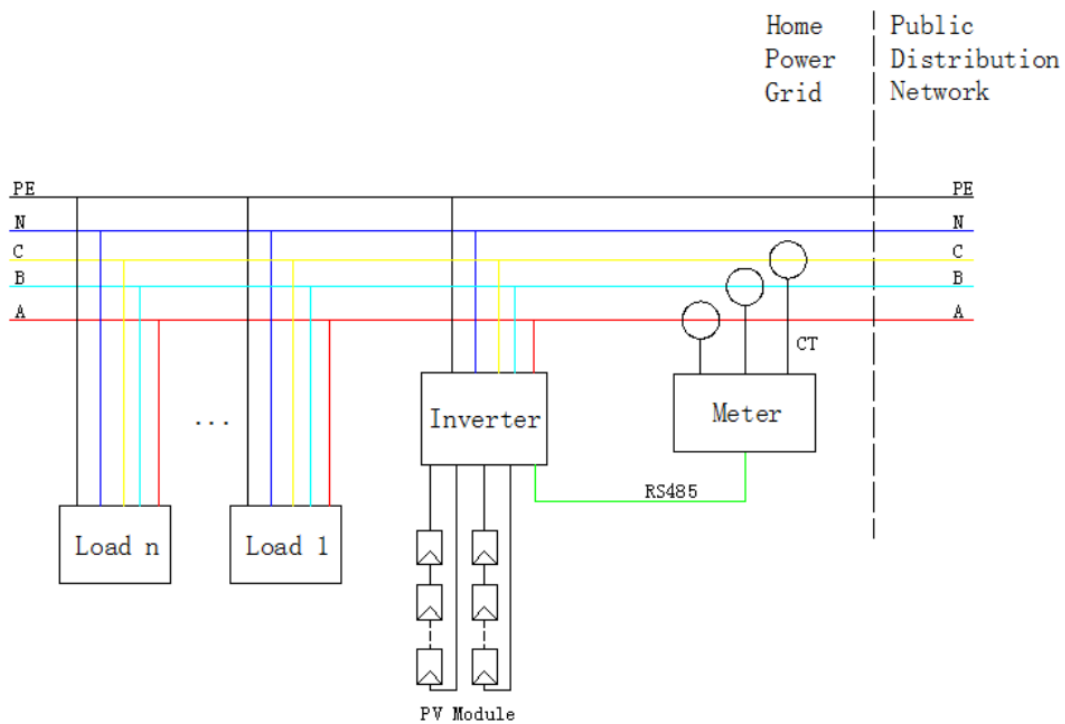 Home
Power
Grid
Public
Distribution
Network
PE
PE
N
N
C
C
B
B
A
A
CT
Inverter
Meter
...
RS485
Load n
Load 1
PV Module